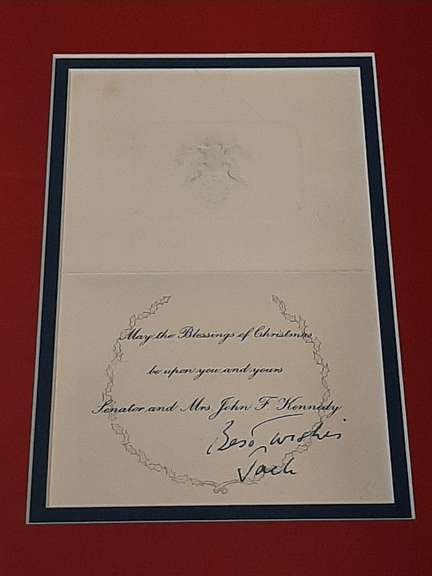 May the Blessings of Christmas
be upon you and yours
Senator and Mrs John F Kennedy
Best wishes
Jack